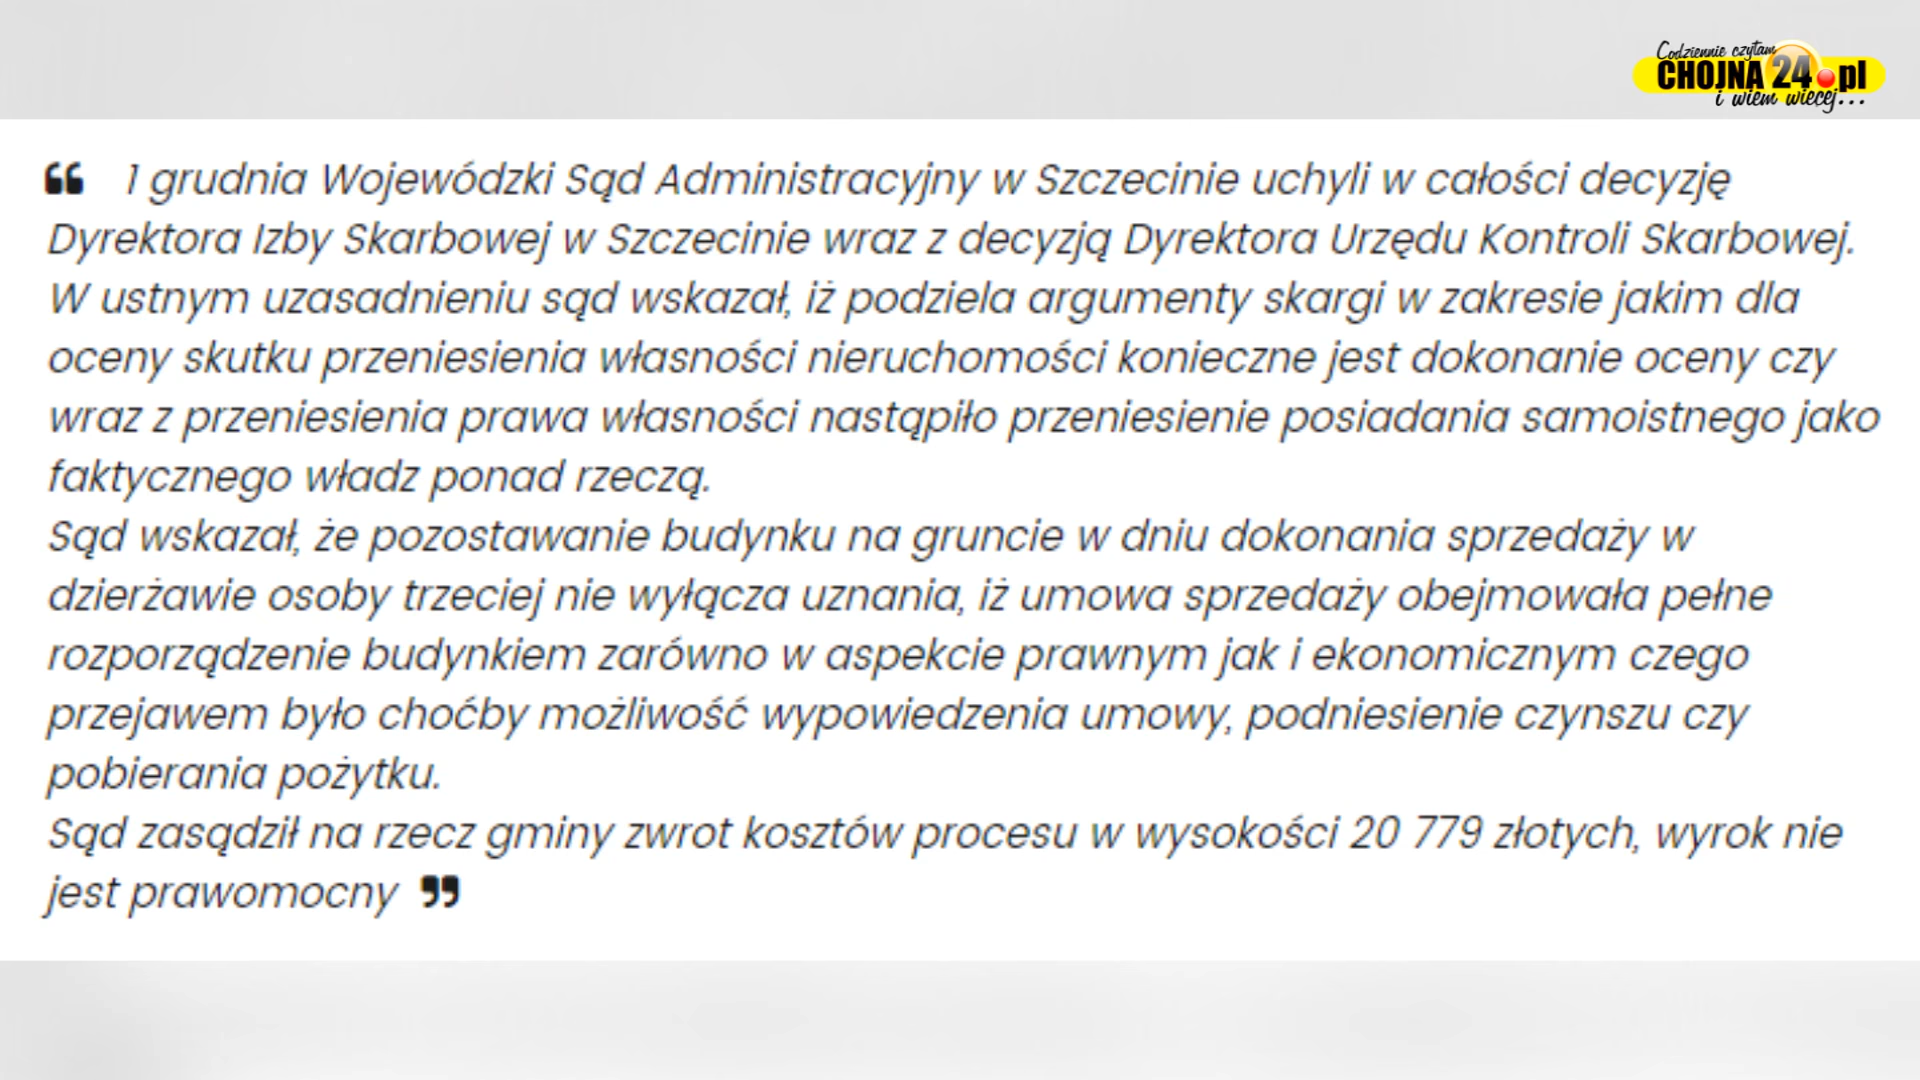 Codziennie czytam
CHOJNA 24.pl
i wiem więcej...
“ 1 grudnia Wojewódzki Sąd Administracyjny w Szczecinie uchyli w całości decyzję
Dyrektora Izby Skarbowej w Szczecinie wraz z decyzją Dyrektora Urzędu Kontroli Skarbowej.
W ustnym uzasadnieniu sąd wskazał, iż podziela argumenty skargi w zakresie jakim dla
oceny skutku przeniesienia własności nieruchomości konieczne jest dokonanie oceny czy
wraz z przeniesienia prawa własności nastąpiło przeniesienie posiadania samoistnego jako
faktycznego władz ponad rzeczą.
Sąd wskazał, że pozostawanie budynku na gruncie w dniu dokonania sprzedaży w
dzierżawie osoby trzeciej nie wyłącza uznania, iż umowa sprzedaży obejmowała pełne
rozporządzenie budynkiem zarówno w aspekcie prawnym jak i ekonomicznym czego
przejawem było choćby możliwość wypowiedzenia umowy, podniesienie czynszu czy
pobierania pożytku.
Sąd zasądził na rzecz gminy zwrot kosztów procesu w wysokości 20 779 złotych, wyrok nie
jest prawomocny ”